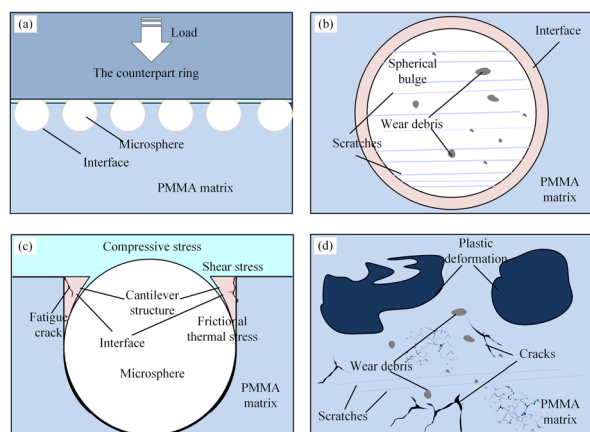 (a)
Load
The counterpart ring
Microsphere
Interface
PMMA matrix
(b)
Interface
Spherical
bulge
Wear debris
Scratches
PMMA
matrix
(c)
Compressive stress
Shear stress
Cantilever
structure
Fatigue
crack
Interface
Frictional
thermal stress
Microsphere
PMMA
matrix
(d)
Plastic
deformation
Wear debris
Cracks
Scratches
PMMA
matrix